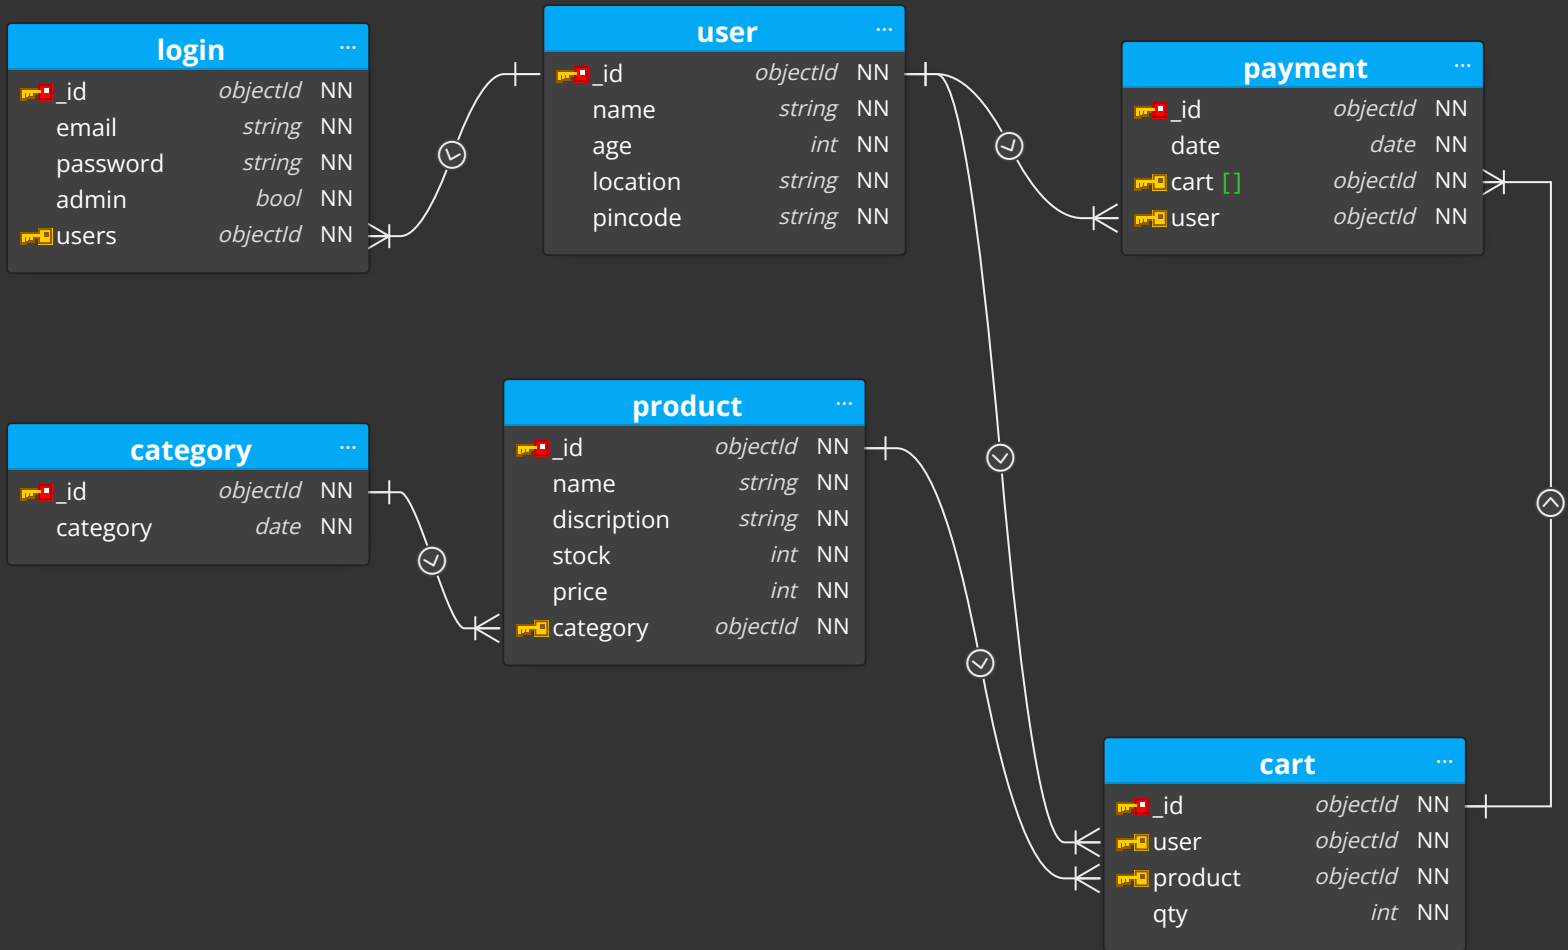 login ...
_id objectId NN
email string NN
password string NN
admin bool NN
users objectId NN
user ...
_id objectId NN
name string NN
age int NN
location string NN
pincode string NN
payment ...
_id objectId NN
date date NN
cart [] objectId NN
user objectId NN
category ...
_id objectId NN
category date NN
product ...
_id objectId NN
name string NN
discription string NN
stock int NN
price int NN
category objectId NN
cart ...
_id objectId NN
user objectId NN
product objectId NN
qty int NN